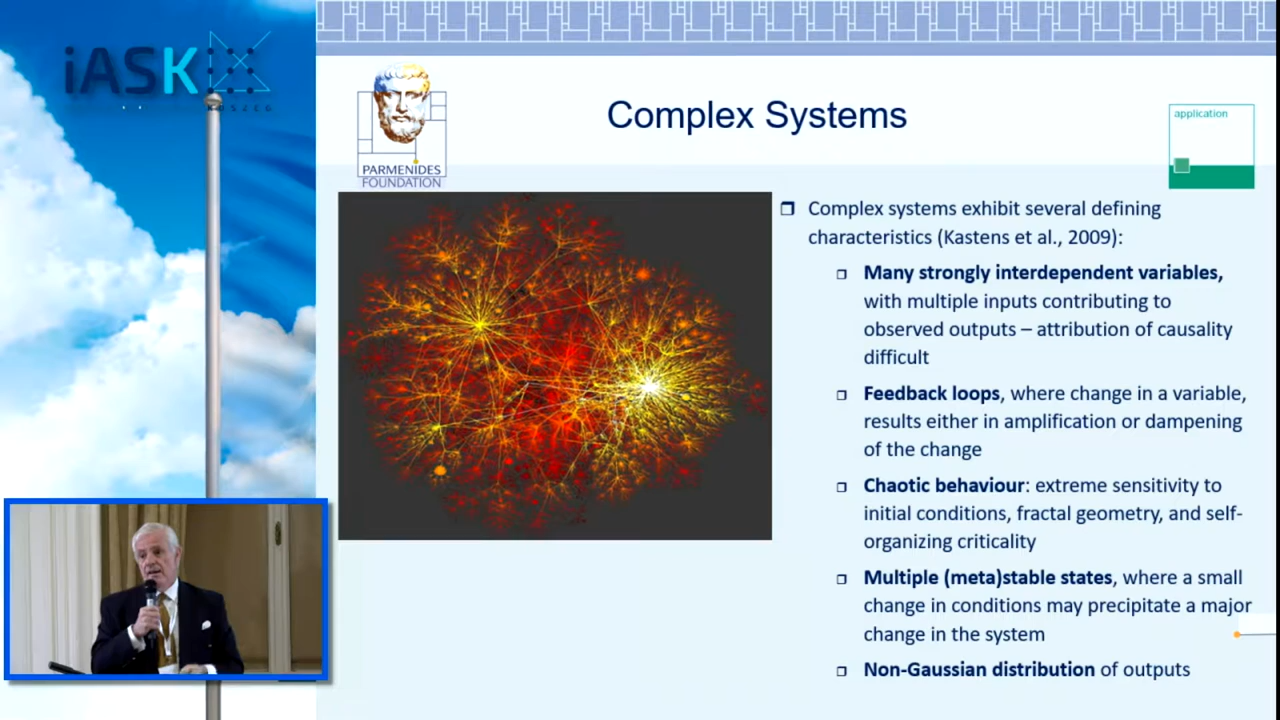 iASK
KOSZEG
PARMENIDES
FOUNDATION
Complex Systems
application
Complex systems exhibit several defining
characteristics (Kastens et al., 2009):
Many strongly interdependent variables,
with multiple inputs contributing to
observed outputs – attribution of causality
difficult
Feedback loops, where change in a variable,
results either in amplification or dampening
of the change
Chaotic behaviour: extreme sensitivity to
initial conditions, fractal geometry, and self-
organizing criticality
Multiple (meta)stable states, where a small
change in conditions may precipitate a major
change in the system
Non-Gaussian distribution of outputs